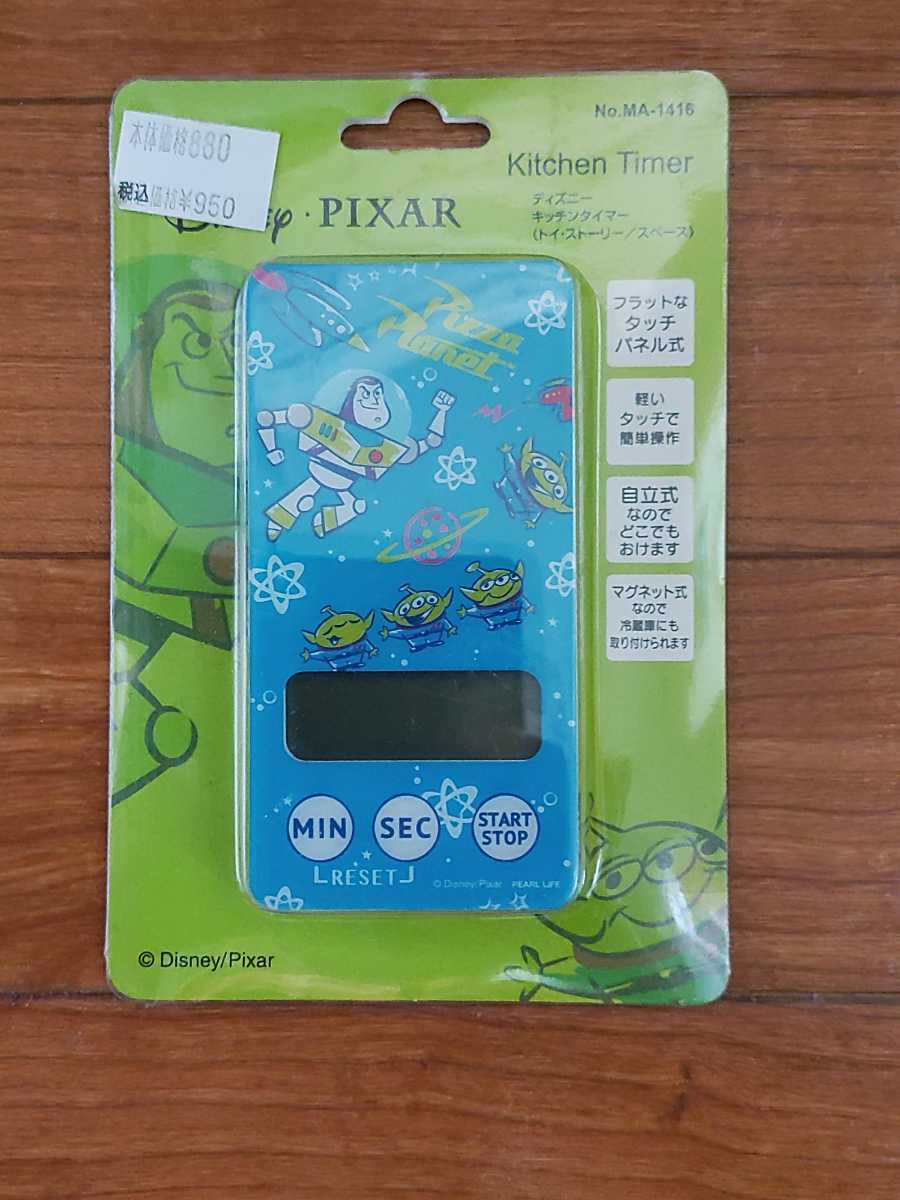 No.MA-1416
本体価格880
税込価格¥950
Disney · PIXAR
Kitchen Timer
ディズニー
キッチンタイマー
(トイ・ストーリー/スペース)
フラットな
タッチ
パネル式
軽い
タッチで
簡単操作
自立式
なので
どこでも
おけます
マグネット式
なので
冷蔵庫にも
取り付けられます
Pizza
Planet
MIN
SEC
START
STOP
RESET
© Disney/Pixar PEARL LIFE
© Disney/Pixar